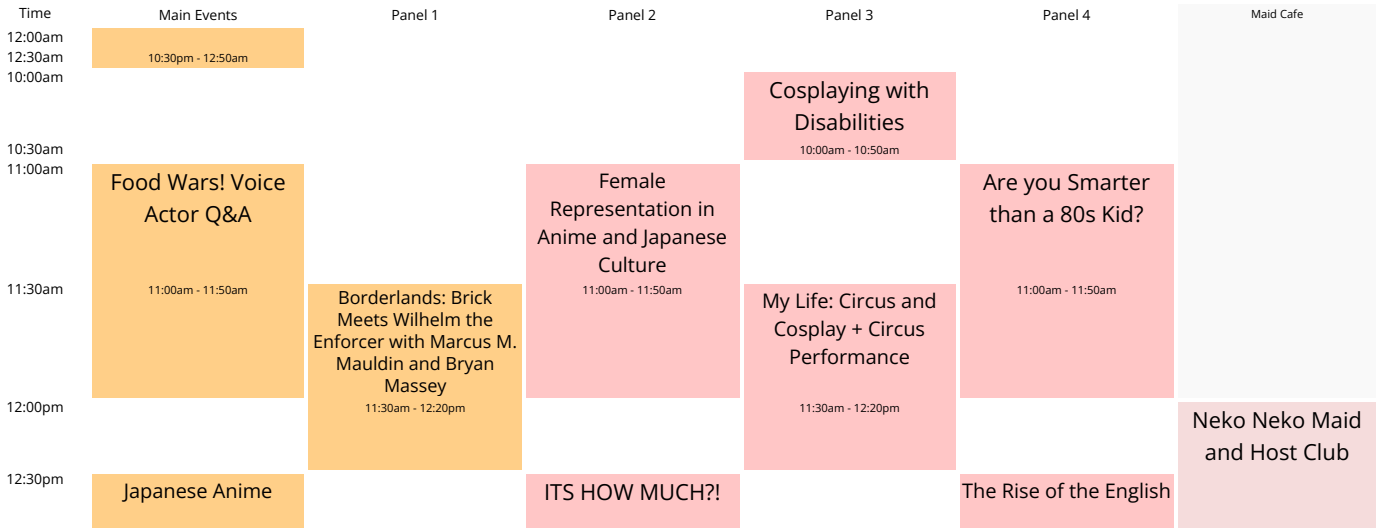 Time
Main Events
Panel 1
Panel 2
Panel 3
Panel 4
Maid Cafe
12:00am
12:30am
10:30pm - 12:50am
10:00am
Cosplaying with
Disabilities
10:30am
10:00am - 10:50am
11:00am
Food Wars! Voice
Actor Q&A
11:00am - 11:50am
Female
Representation in
Anime and Japanese
Culture
11:00am - 11:50am
Are you Smarter
than a 80s Kid?
11:00am - 11:50am
11:30am
Borderlands: Brick
Meets Wilhelm the
Enforcer with Marcus M.
Mauldin and Bryan
Massey
11:30am - 12:20pm
My Life: Circus and
Cosplay + Circus
Performance
11:30am - 12:20pm
12:00pm
Neko Neko Maid
and Host Club
12:30pm
Japanese Anime
ITS HOW MUCH?!
The Rise of the English